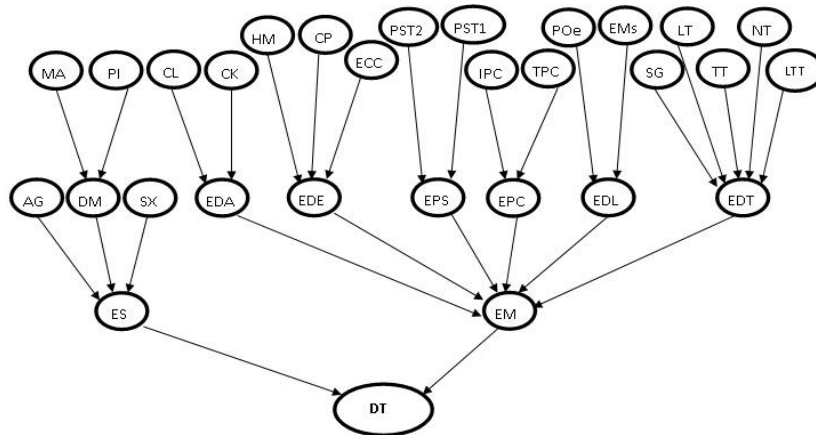 HM
CP
PST2
PST1
POe
EMs
LT
NT
MA
PI
CL
CK
ECC
IPC
TPC
SG
TT
LTT
AG
DM
SX
EDA
EDE
EPS
EPC
EDL
EDT
ES
EM
DT